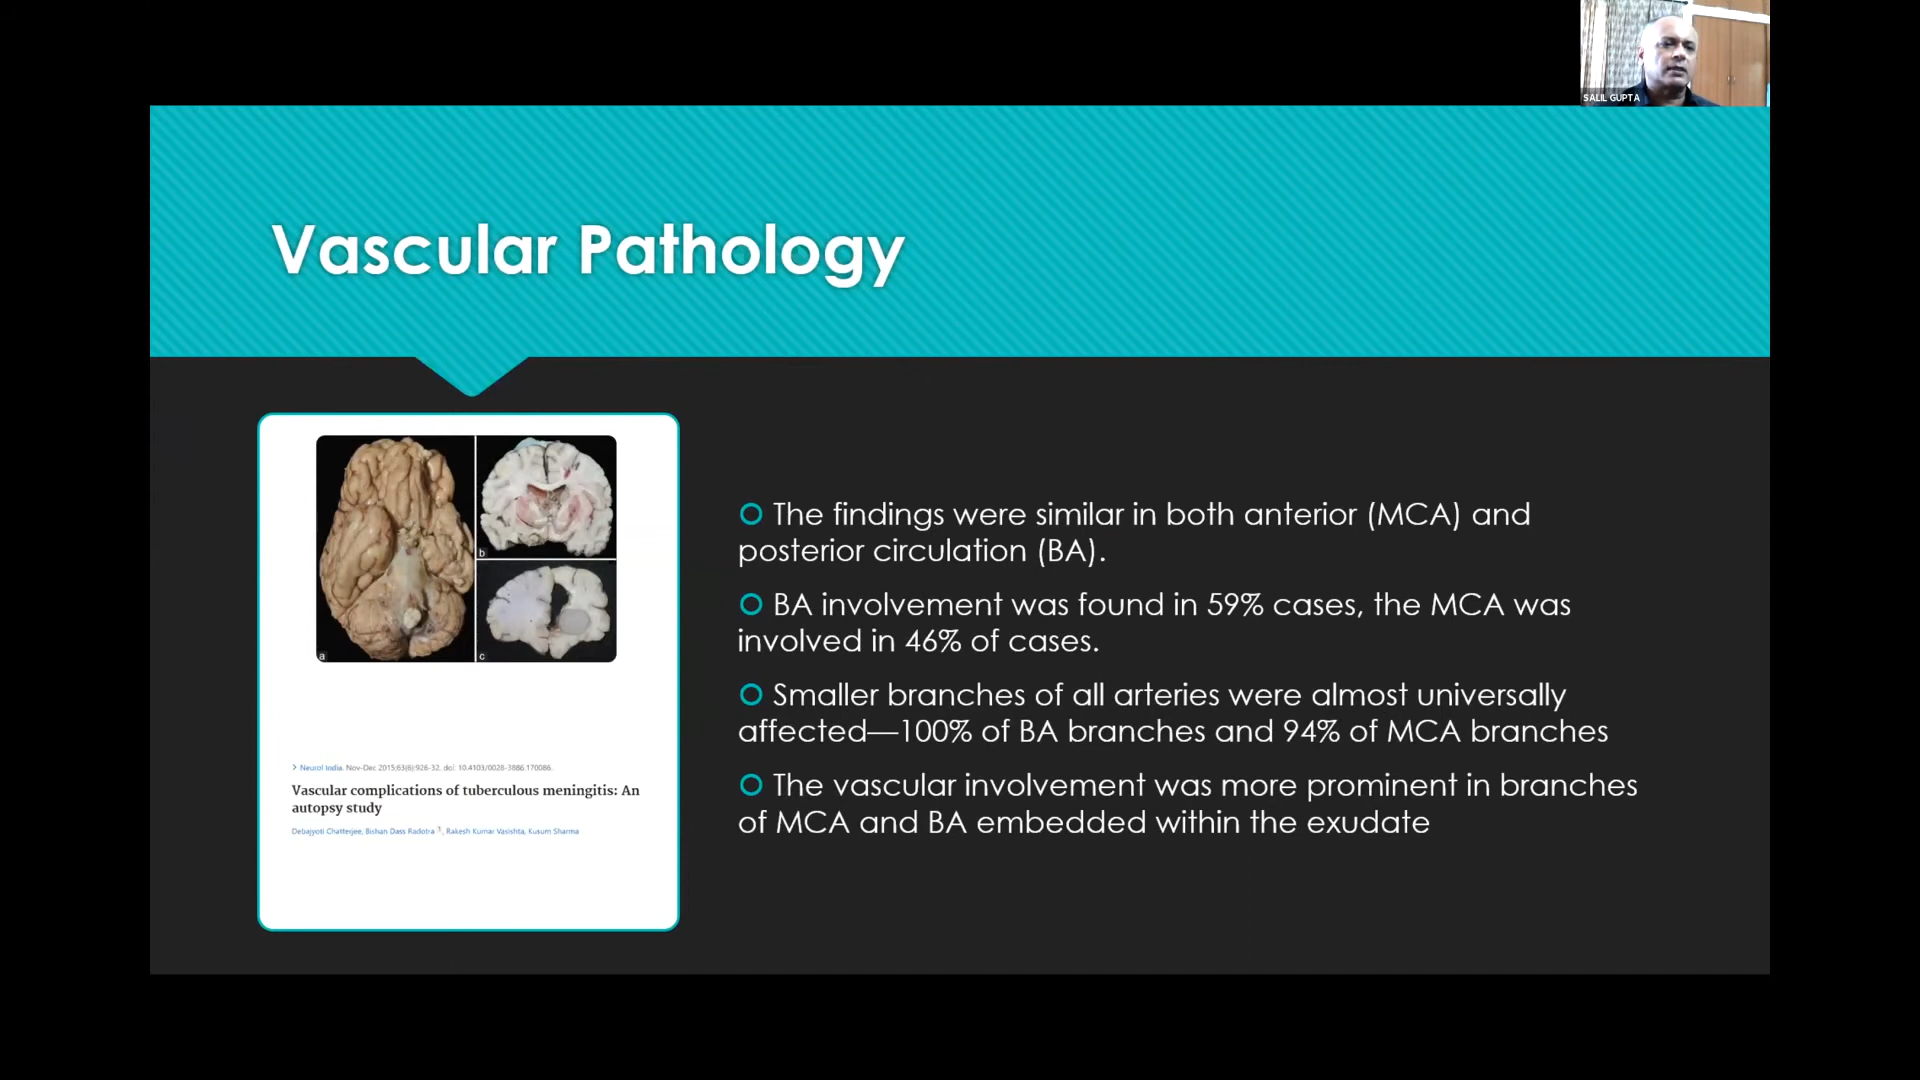 SALIL GUPTA
Vascular Pathology
a
b
c
Neurol India. Nov-Dec 2015;63(6):926-32. doi: 10.4103/0028-3886.170086.
Vascular complications of tuberculous meningitis: An
autopsy study
Debajyoti Chatterjee, Bishan Dass Radotra 1, Rakesh Kumar Vasishta, Kusum Sharma
The findings were similar in both anterior (MCA) and
posterior circulation (BA).
BA involvement was found in 59% cases, the MCA was
involved in 46% of cases.
Smaller branches of all arteries were almost universally
affected—100% of BA branches and 94% of MCA branches
The vascular involvement was more prominent in branches
of MCA and BA embedded within the exudate